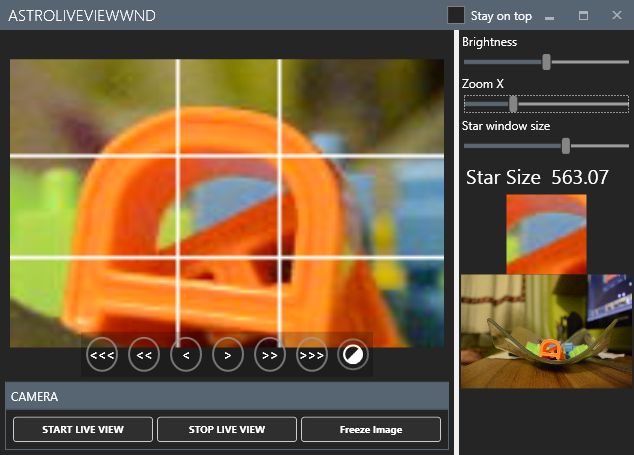 ASTROLIVEVIEWWND
Stay on top
Brightness
Zoom X
Star window size
Star Size 563.07
<<< << < > >> >>>
CAMERA
START LIVE VIEW STOP LIVE VIEW Freeze Image